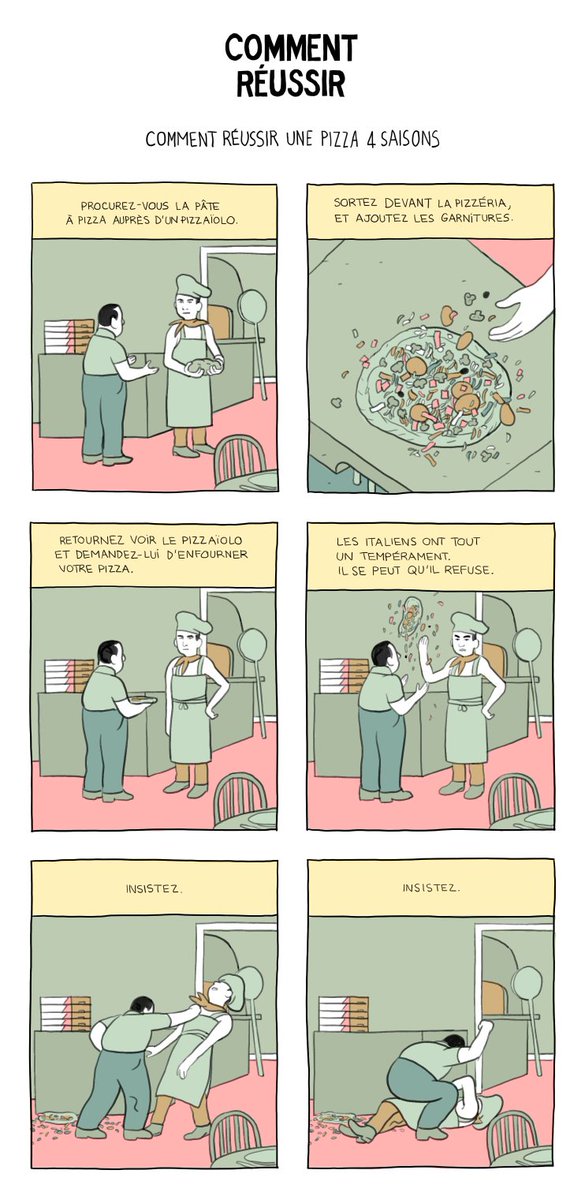 COMMENT
RÉUSSIR
COMMENT RÉUSSIR UNE PIZZA 4 SAISONS
PROCUREZ-VOUS LA PÂTE
À PIZZA AUPRÈS D'UN PIZZAÏOLO.
SORTEZ DEVANT LA PIZZÉRIA,
ET AJOUTEZ LES GARNITURES.
RETOURNEZ VOIR LE PIZZAÏOLO
ET DEMANDEZ-LUI D'ENFOURNER
VOTRE PIZZA.
LES ITALIENS ONT TOUT
UN TEMPÉRAMENT.
IL SE PEUT QU'IL REFUSE.
INSISTEZ.
INSISTEZ.